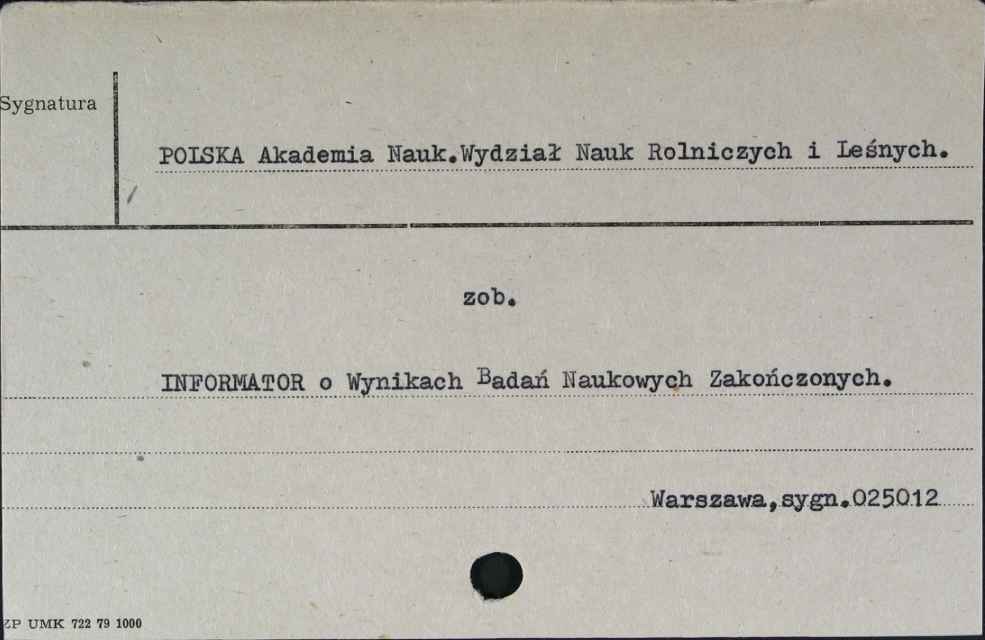 Sygnatura
POLSKA Akademia Nauk.Wydział Nauk Rolniczych i Leśnych.
zob.
INFORMATOR o Wynikach Badań Naukowych Zakończonych.
Warszawa,sygn.025012
ZP UMK 722 79 1000